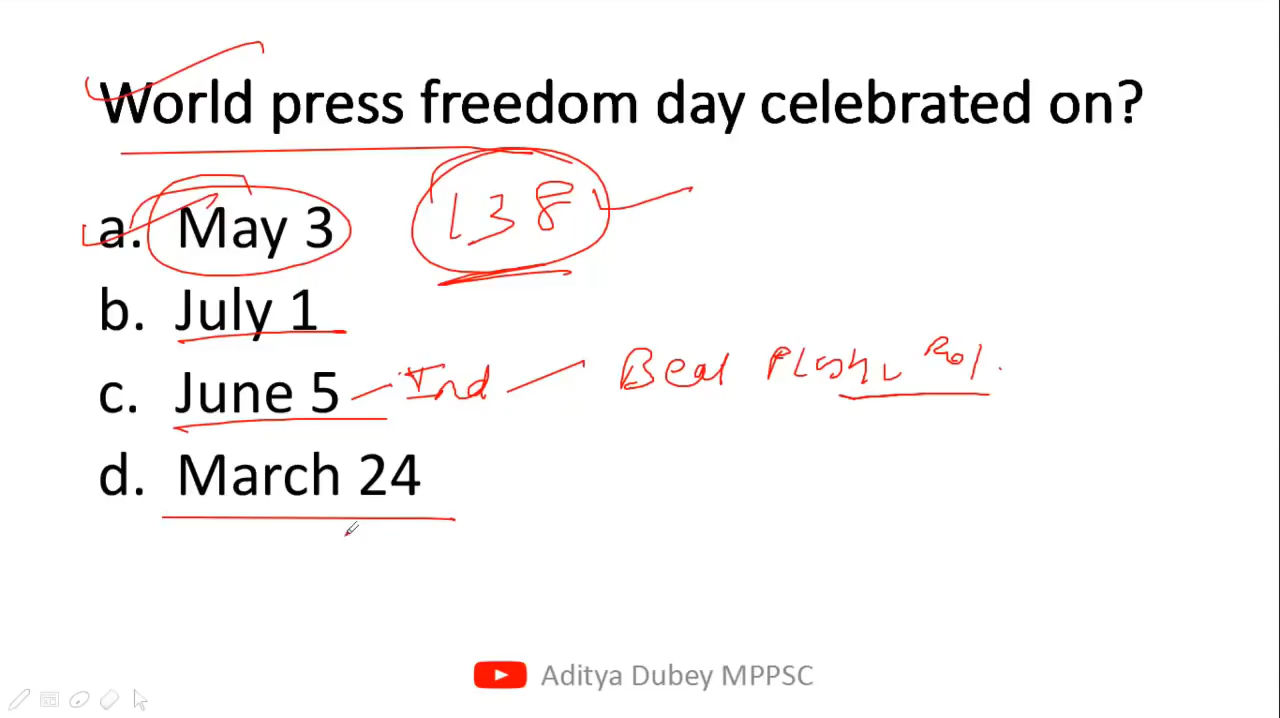 World press freedom day celebrated on?
a. May 3
138
b. July 1
c. June 5 Ind Beat
d. March 24
Aditya Dubey MPPSC